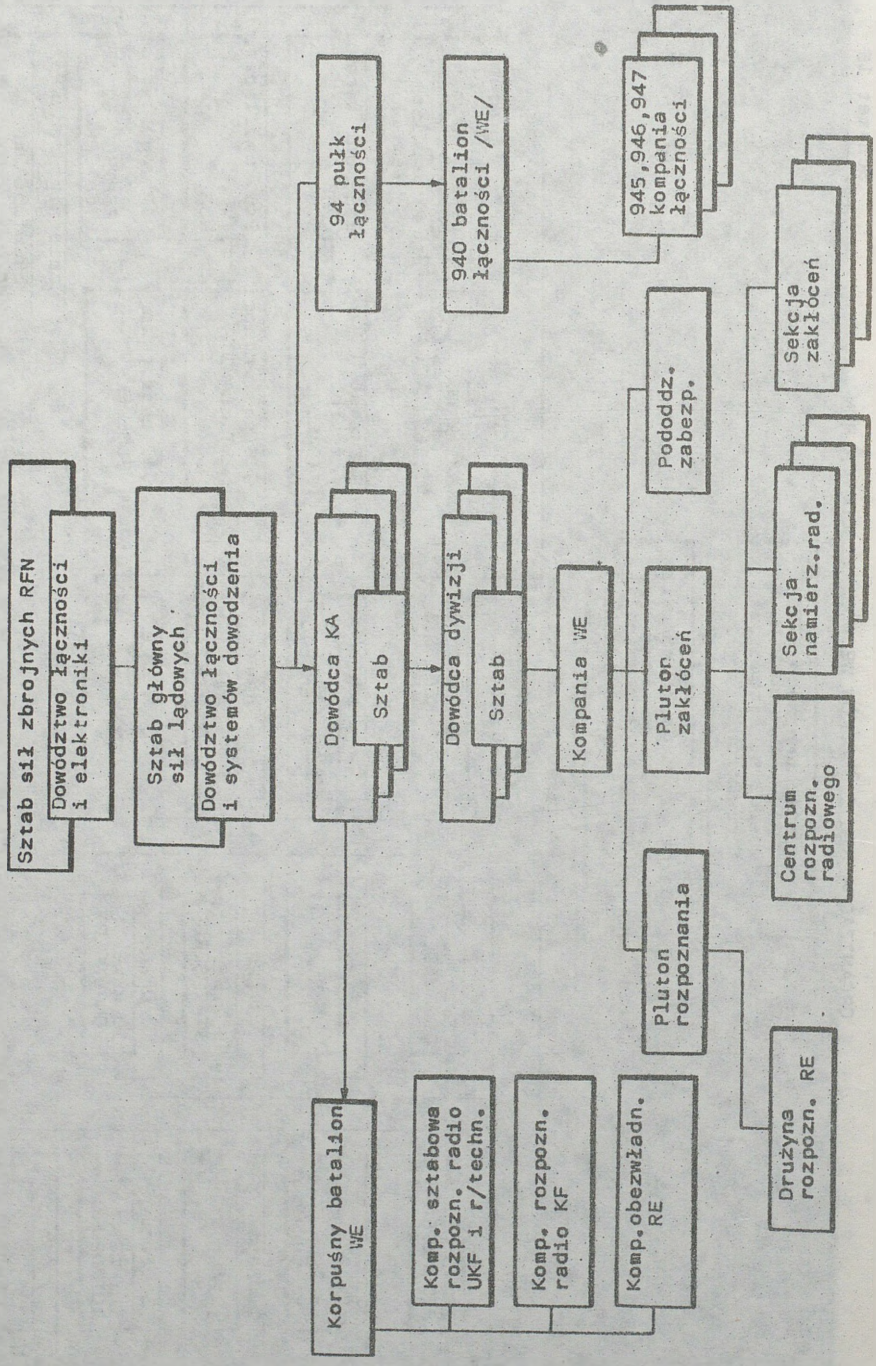 Sztab sił zbrojnych RFN
Dowództwo łączności
i elektroniki
Sztab główny
sił lądowych
Dowództwo łączności
i systemów dowodzenia
Dowódca KA
Sztab
94 pułk
łączności
Korpuśny batalion
WE
Dowódca dywizji
Sztab
940 batalion
łączności /WE/
Komp. sztabowa
rozpozn. radio
UKF i r/techn.
Komp. rozpozn.
radio KF
Komp.obezwładn.
RE
Kompania WE
945,946,947
kompania
łączności
Pluton
rozpoznania
Pluton
zakłóceń
Pododdz.
zabezp.
Drużyna
rozpozn. RE
Centrum
rozpozn.
radiowego
Sekcja
namierz.rad.
Sekcja
zakłóceń